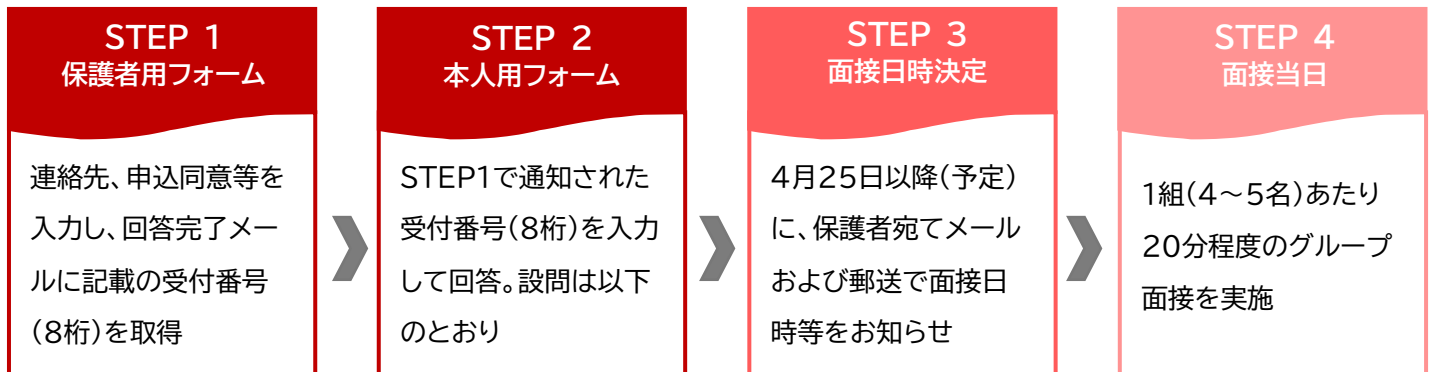 STEP 1
保護者用フォーム
連絡先、申込同意等を
入力し、回答完了メー
ルに記載の受付番号
(8桁)を取得
STEP 2
本人用フォーム
STEP1で通知された
受付番号(8桁)を入力
して回答。設問は以下
のとおり
STEP 3
面接日時決定
4月25日以降(予定)
に、保護者宛てメール
および郵送で面接日
時等をお知らせ
STEP 4
面接当日
1組(4～5名)あたり
20分程度のグループ
面接を実施